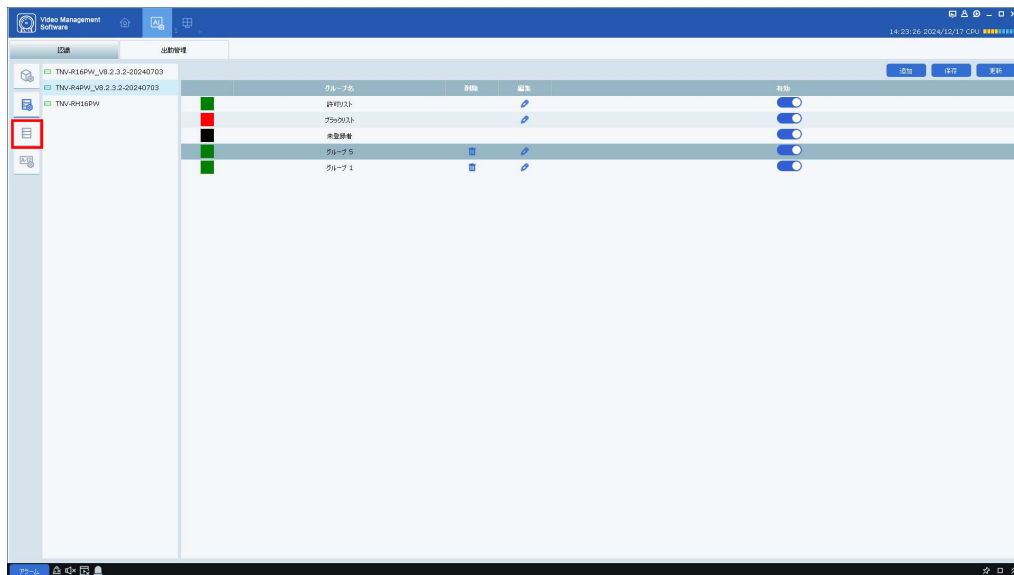 Video Management
Software
AI
14:23:26 2024/12/17 CPU
認識
出勤管理
TNV-R16PW_V8.2.3.2-20240703
TNV-R4PW_V8.2.3.2-20240703
TNV-RH16PW
追加
保存
更新
グループ名
削除
編集
有効
許可リスト
ブラックリスト
未登録者
グループ 5
グループ 1
アラーム